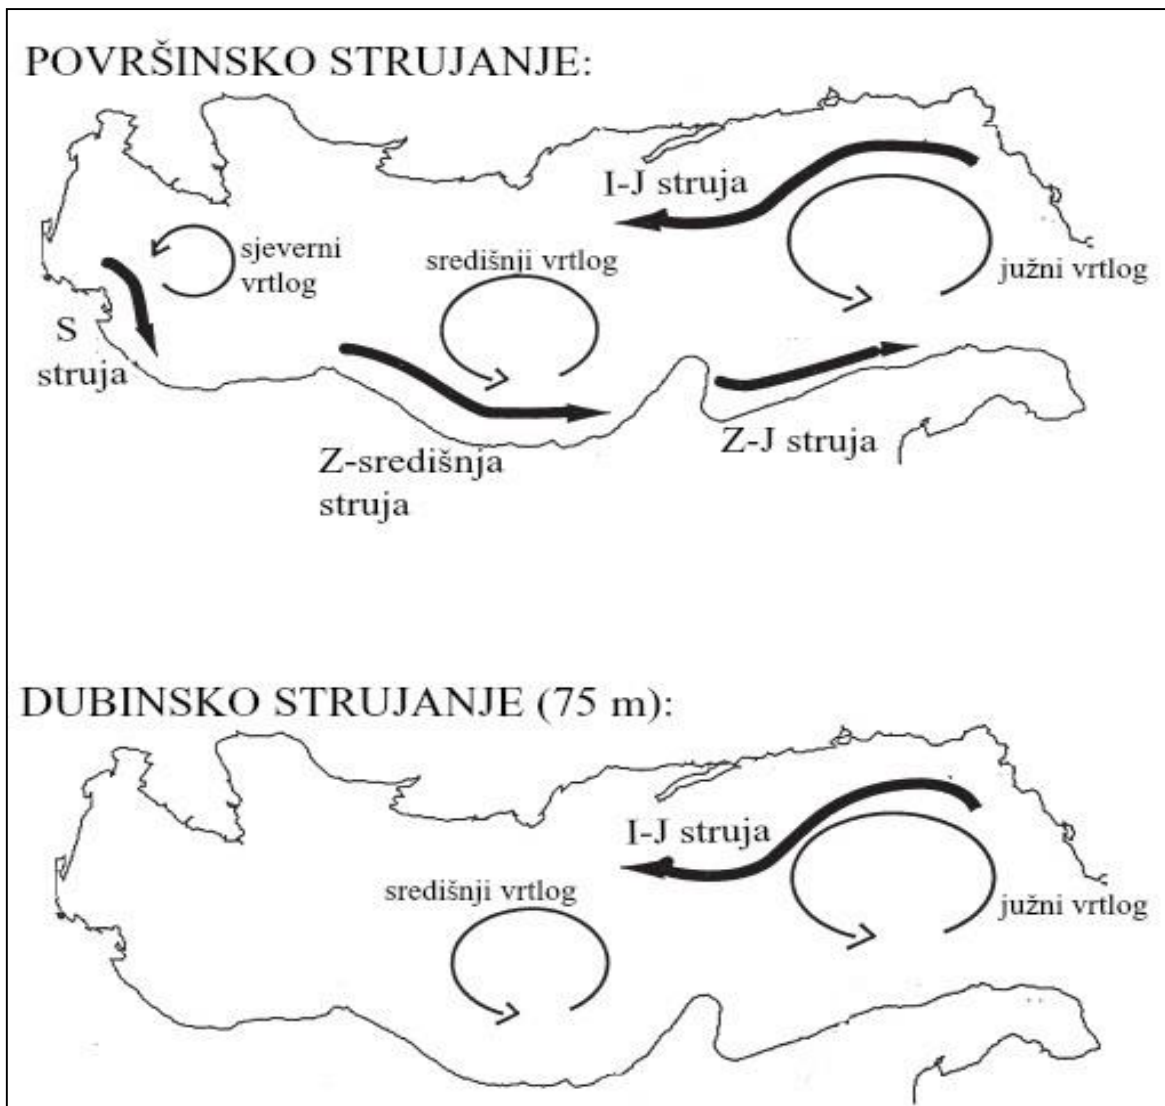 POVRŠINSKO STRUJANJE:
I-J struja
sjeverni
vrtlog
središnji vrtlog
južni vrtlog
S
struja
Z-središnja
struja
Z-J struja
DUBINSKO STRUJANJE (75 m):
I-J struja
središnji vrtlog
južni vrtlog